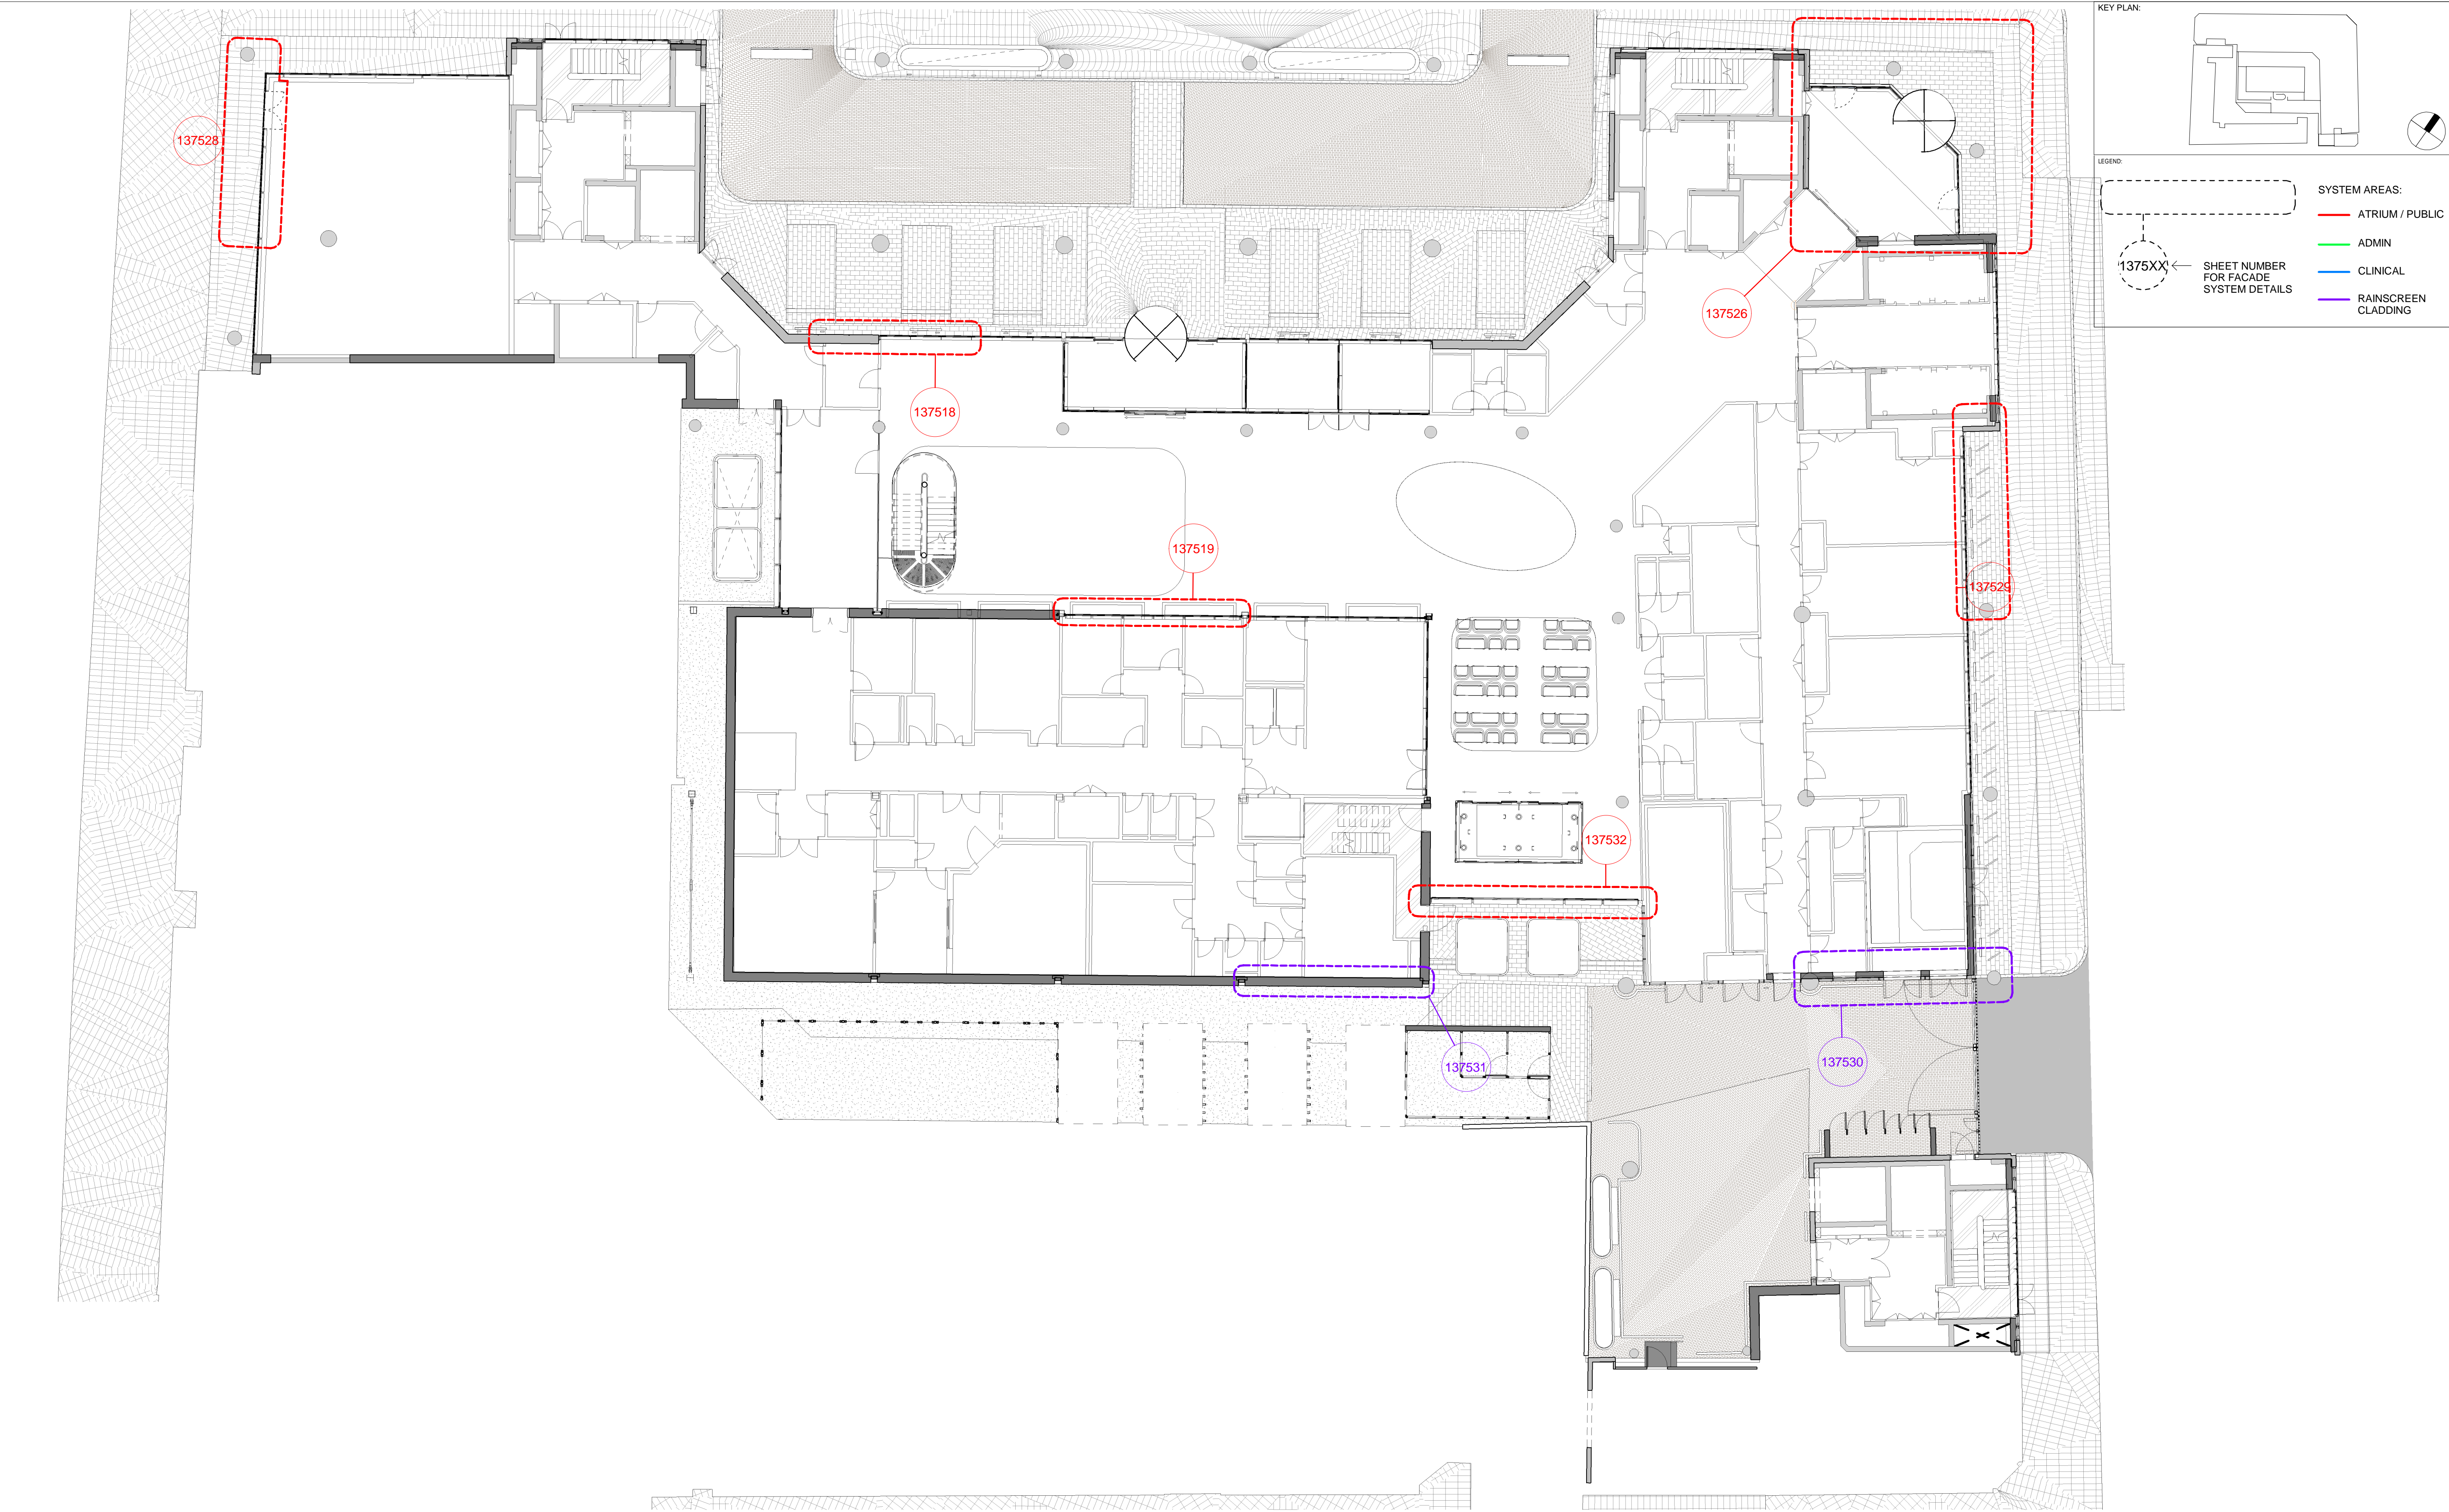 KEY PLAN:
LEGEND:
SYSTEM AREAS:
ATRIUM / PUBLIC
ADMIN
CLINICAL
RAINSCREEN
CLADDING
1375XX
SHEET NUMBER
FOR FACADE
SYSTEM DETAILS
137528
137526
137518
137519
137529
137532
137531
137530